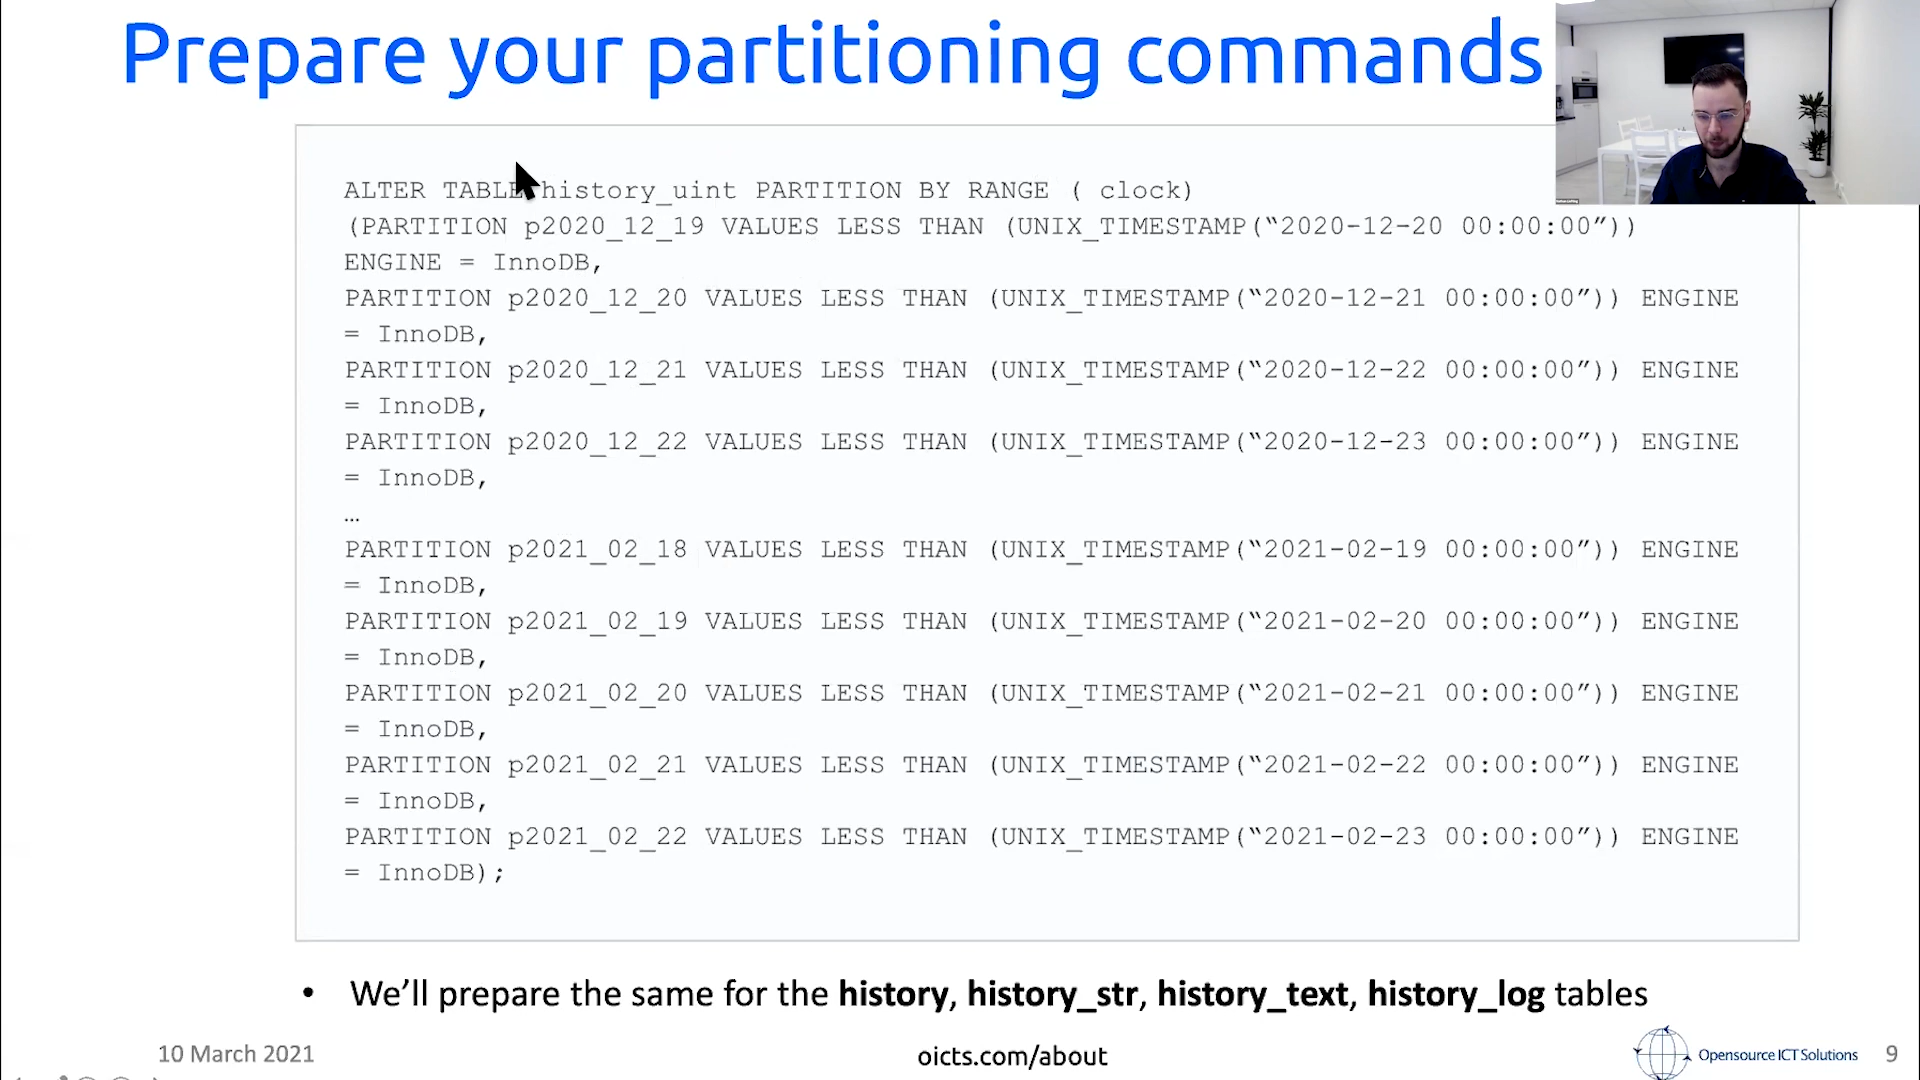 Prepare your partitioning commands
ALTER TABLE history_uint PARTITION BY RANGE ( clock)
(PARTITION p2020_12_19 VALUES LESS THAN (UNIX_TIMESTAMP(“2020-12-20 00:00:00”))
ENGINE = InnoDB,
PARTITION p2020_12_20 VALUES LESS THAN (UNIX_TIMESTAMP(“2020-12-21 00:00:00”)) ENGINE
= InnoDB,
PARTITION p2020_12_21 VALUES LESS THAN (UNIX_TIMESTAMP(“2020-12-22 00:00:00”)) ENGINE
= InnoDB,
PARTITION p2020_12_22 VALUES LESS THAN (UNIX_TIMESTAMP(“2020-12-23 00:00:00”)) ENGINE
= InnoDB,
…
PARTITION p2021_02_18 VALUES LESS THAN (UNIX_TIMESTAMP(“2021-02-19 00:00:00”)) ENGINE
= InnoDB,
PARTITION p2021_02_19 VALUES LESS THAN (UNIX_TIMESTAMP(“2021-02-20 00:00:00”)) ENGINE
= InnoDB,
PARTITION p2021_02_20 VALUES LESS THAN (UNIX_TIMESTAMP(“2021-02-21 00:00:00”)) ENGINE
= InnoDB,
PARTITION p2021_02_21 VALUES LESS THAN (UNIX_TIMESTAMP(“2021-02-22 00:00:00”)) ENGINE
= InnoDB,
PARTITION p2021_02_22 VALUES LESS THAN (UNIX_TIMESTAMP(“2021-02-23 00:00:00”)) ENGINE
= InnoDB);
• We’ll prepare the same for the history, history_str, history_text, history_log tables
10 March 2021
oicts.com/about
Opensource ICT Solutions
9